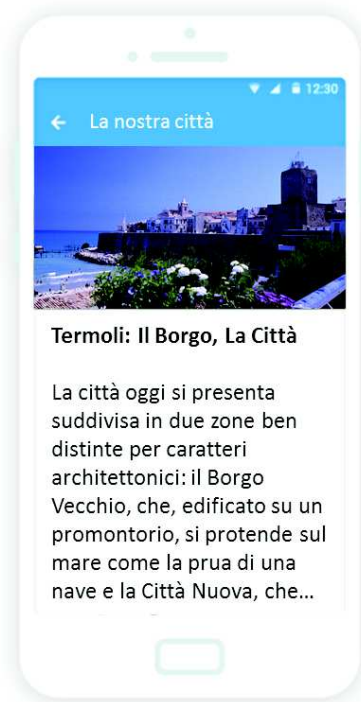 12:30
La nostra città
Termoli: Il Borgo, La Città
La città oggi si presenta
suddivisa in due zone ben
distinte per caratteri
architettonici: il Borgo
Vecchio, che, edificato su un
promontorio, si protende sul
mare come la prua di una
nave e la Città Nuova, che...